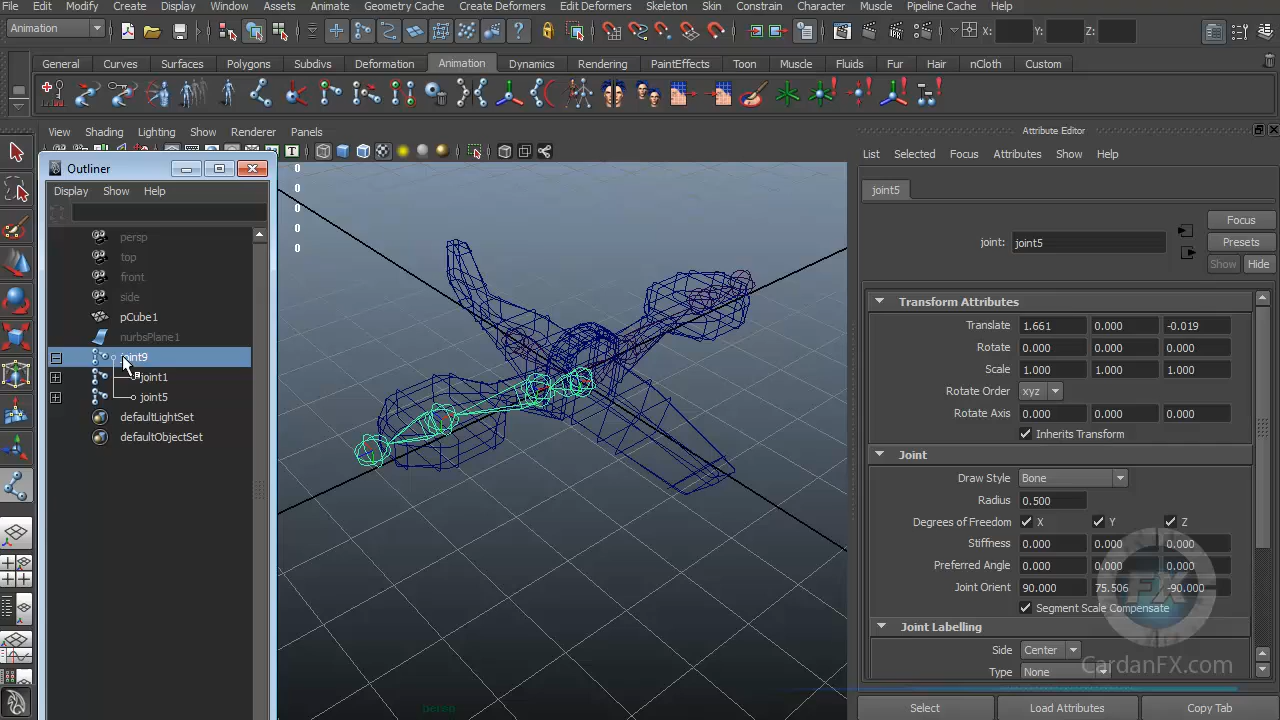 File Edit Modify Create Display Window Assets Animate Geometry Cache Create Deformers Edit Deformers Skeleton Skin Constrain Character Muscle Pipeline Cache Help
Animation X: Y: Z:
General Curves Surfaces Polygons Subdivs Deformation Animation Dynamics Rendering PaintEffects Toon Muscle Fluids Fur Hair nCloth Custom
View Shading Lighting Show Renderer Panels
Attribute Editor
List Selected Focus Attributes Show Help
Outliner
Display Show Help
persp
top
front
side
pCube1
nurbsPlane1
joint9
joint1
joint5
defaultLightSet
defaultObjectSet
0
0
0
0
0
persp
joint5
joint: joint5
Focus
Presets
Show Hide
Transform Attributes
Translate 1.661 0.000 -0.019
Rotate 0.000 0.000 0.000
Scale 1.000 1.000 1.000
Rotate Order xyz
Rotate Axis 0.000 0.000 0.000
Inherits Transform
Joint
Draw Style Bone
Radius 0.500
Degrees of Freedom X Y Z
Stiffness 0.000 0.000 0.000
Preferred Angle 0.000 0.000 0.000
Joint Orient 90.000 75.506 -90.000
Segment Scale Compensate
Joint Labelling
Side Center
Type None
FX
CardanFX.com
Select Load Attributes Copy Tab